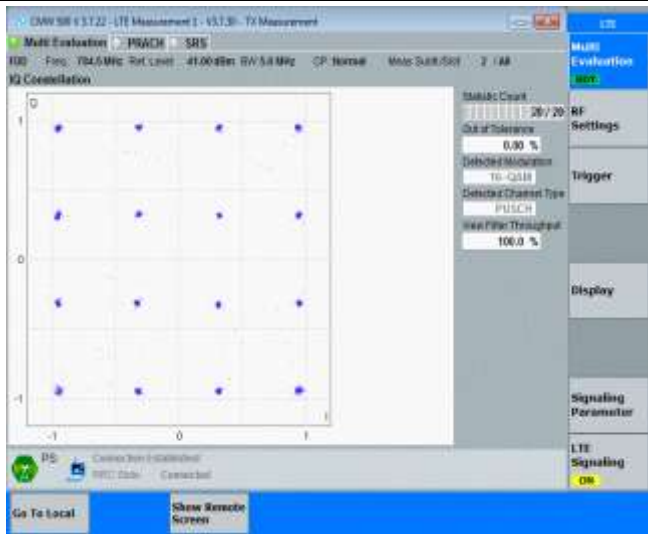 CMW 500 V 3.7.22 - LTE Measurement 1 - V3.7.30 - TX Measurement
LTE
Multi Evaluation PRACH SRS
FDD Freq: 704.5 MHz Ref. Level: 41.00 dBm BW: 5.0 MHz CP: Normal Meas Subfr./Slot 2 / All
IQ Constellation
Q
1
0
-1
-1 0 1
I
Statistic Count
20 / 20
Out of Tolerance
0.00 %
Detected Modulation
16-QAM
Detected Channel Type
PUSCH
View Filter Throughput
100.0 %
Multi
Evaluation
RDY
RF
Settings
Trigger
Display
Signaling
Parameter
LTE
Signaling
ON
PS:
Connection Established
RRC State: Connected
Go To Local
Show Remote
Screen